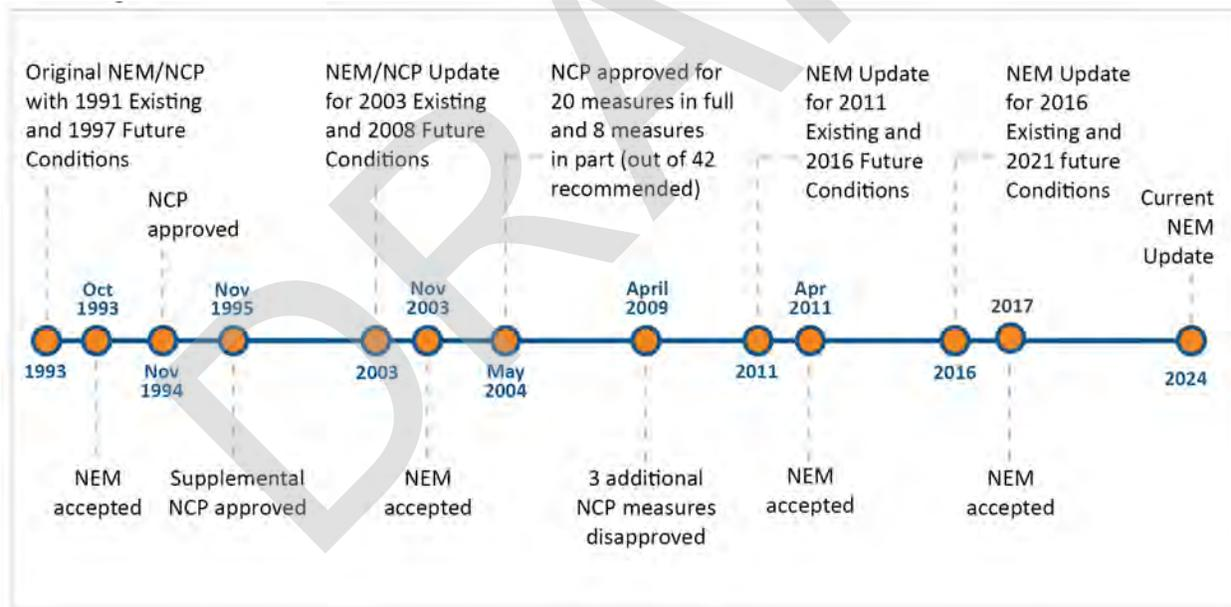 Original NEM/NCP
with 1991 Existing
and 1997 Future
Conditions
NEM/NCP Update
for 2003 Existing
and 2008 Future
Conditions
NCP approved for
20 measures in full
and 8 measures
in part (out of 42
recommended)
NEM Update
for 2011
Existing and
2016 Future
Conditions
NEM Update
for 2016
Existing and
2021 future
Conditions
NCP
approved
Current
NEM
Update
Oct
1993
Nov
1995
Nov
2003
April
2009
Apr
2011
2017
1993
Nov
1994
2003
May
2004
2011
2016
2024
NEM
accepted
Supplemental
NCP approved
NEM
accepted
3 additional
NCP measures
disapproved
NEM
accepted
NEM
accepted